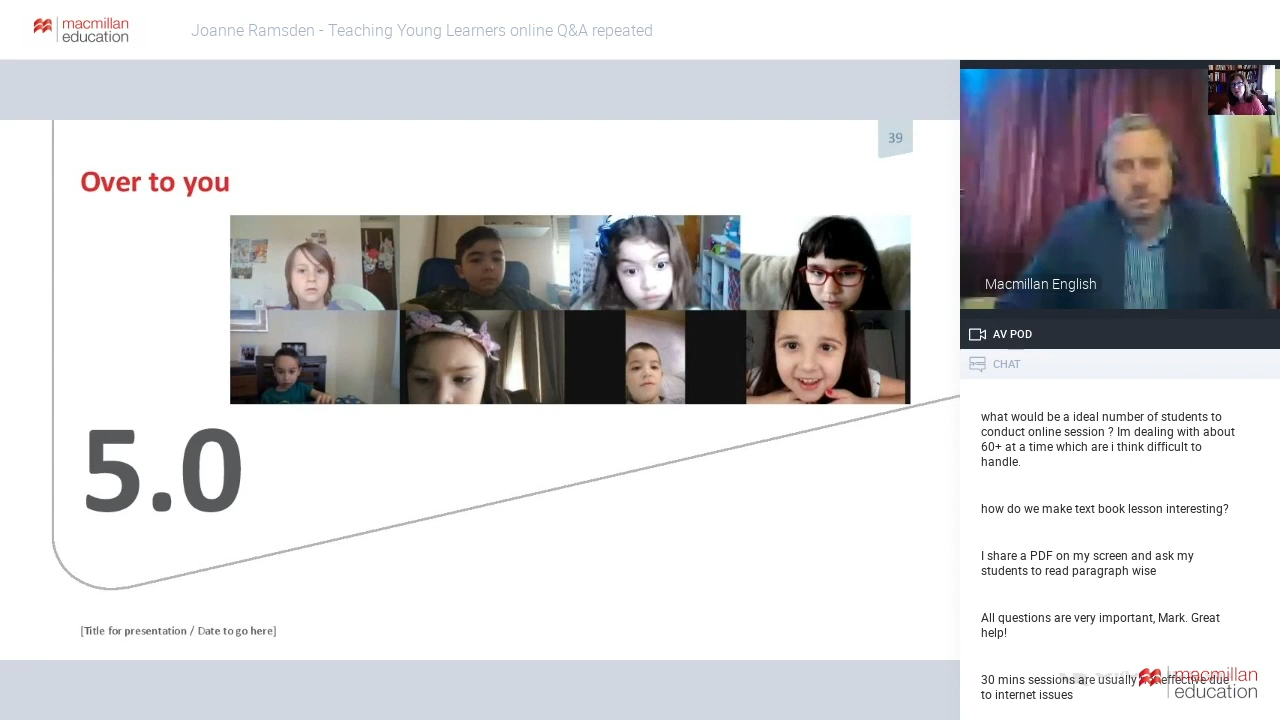 macmillan
education
Joanne Ramsden - Teaching Young Learners online Q&A repeated
39
Over to you
5.0
[Title for presentation / Date to go here]
Macmillan English
AV POD
CHAT
what would be a ideal number of students to
conduct online session ? Im dealing with about
60+ at a time which are i think difficult to
handle.
how do we make text book lesson interesting?
I share a PDF on my screen and ask my
students to read paragraph wise
All questions are very important, Mark. Great
help!
30 mins sessions are usually due
to internet issues
macmillan
education